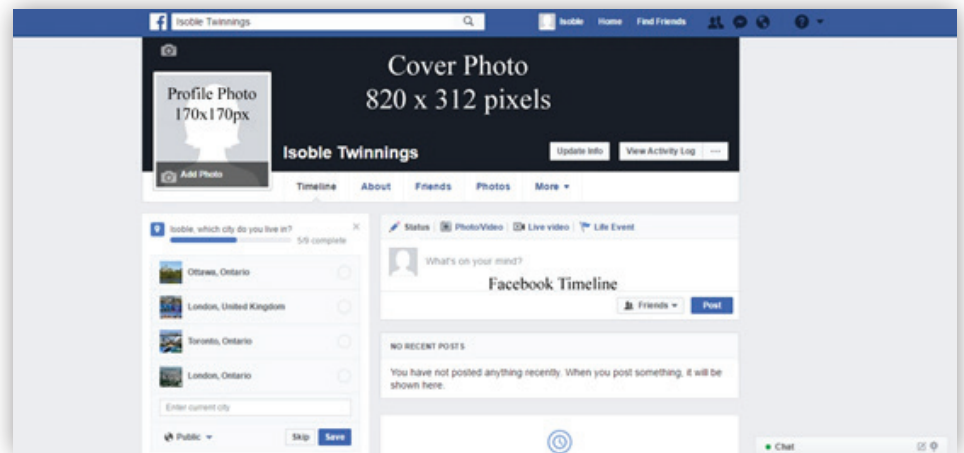 Isoble Twinnings
Isoble Home Find Friends
Cover Photo
820 x 312 pixels
Profile Photo
170x170px
Isoble Twinnings
Update Info View Activity Log ...
Add Photo
Timeline About Friends Photos More
Isoble, which city do you live in?
5/9 complete
Ottawa, Ontario
London, United Kingdom
Toronto, Ontario
London, Ontario
Enter current city
Public Skip Save
Status Photo/Video Live video Life Event
What's on your mind?
Facebook Timeline
Friends Post
NO RECENT POSTS
You have not posted anything recently. When you post something, it will be
shown here.
Chat